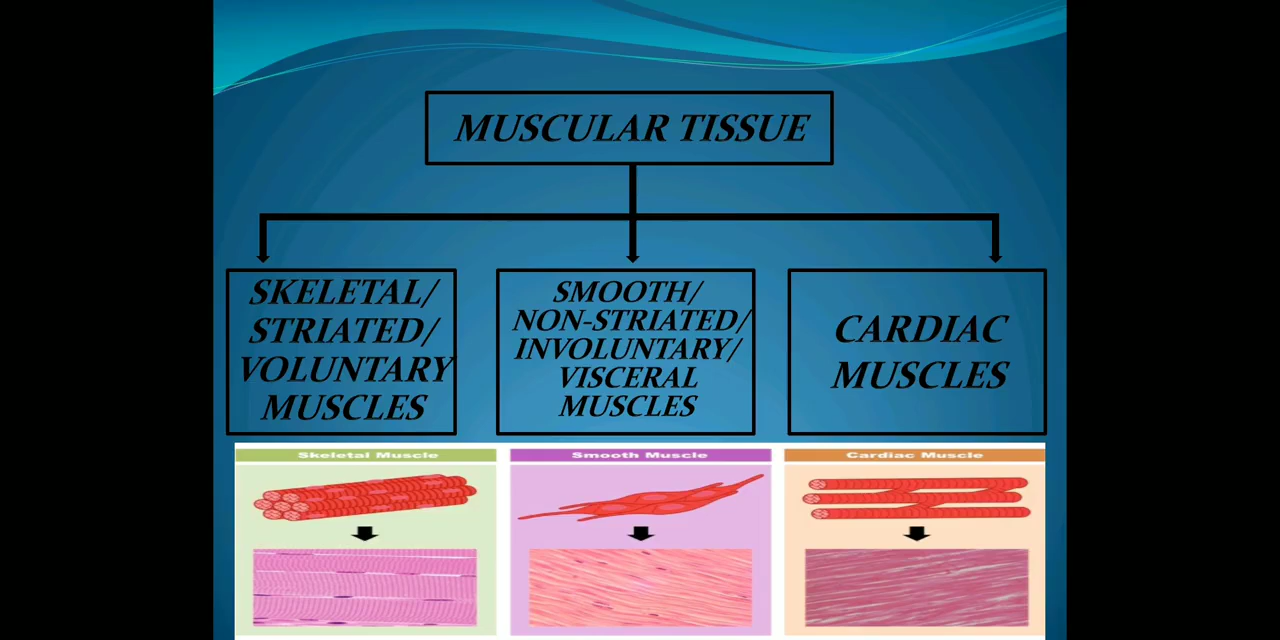 MUSCULAR TISSUE
SKELETAL/
STRIATED/
VOLUNTARY
MUSCLES
SMOOTH/
NON-STRIATED/
INVOLUNTARY/
VISCERAL
MUSCLES
CARDIAC
MUSCLES
Skeletal Muscle
Smooth Muscle
Cardiac Muscle